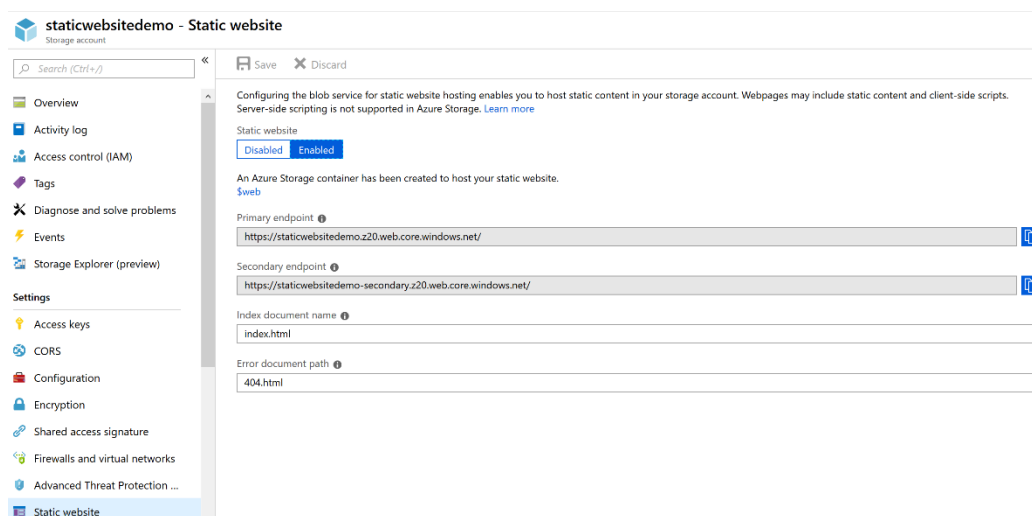 staticwebsitedemo - Static website
Storage account
Search (Ctrl+/)
Overview
Activity log
Access control (IAM)
Tags
Diagnose and solve problems
Events
Storage Explorer (preview)
Settings
Access keys
CORS
Configuration
Encryption
Shared access signature
Firewalls and virtual networks
Advanced Threat Protection ...
Static website
Save Discard
Configuring the blob service for static website hosting enables you to host static content in your storage account. Webpages may include static content and client-side scripts.
Server-side scripting is not supported in Azure Storage. Learn more
Static website
Disabled Enabled
An Azure Storage container has been created to host your static website.
$web
Primary endpoint
https://staticwebsitedemo.z20.web.core.windows.net/
Secondary endpoint
https://staticwebsitedemo-secondary.z20.web.core.windows.net/
Index document name
index.html
Error document path
404.html